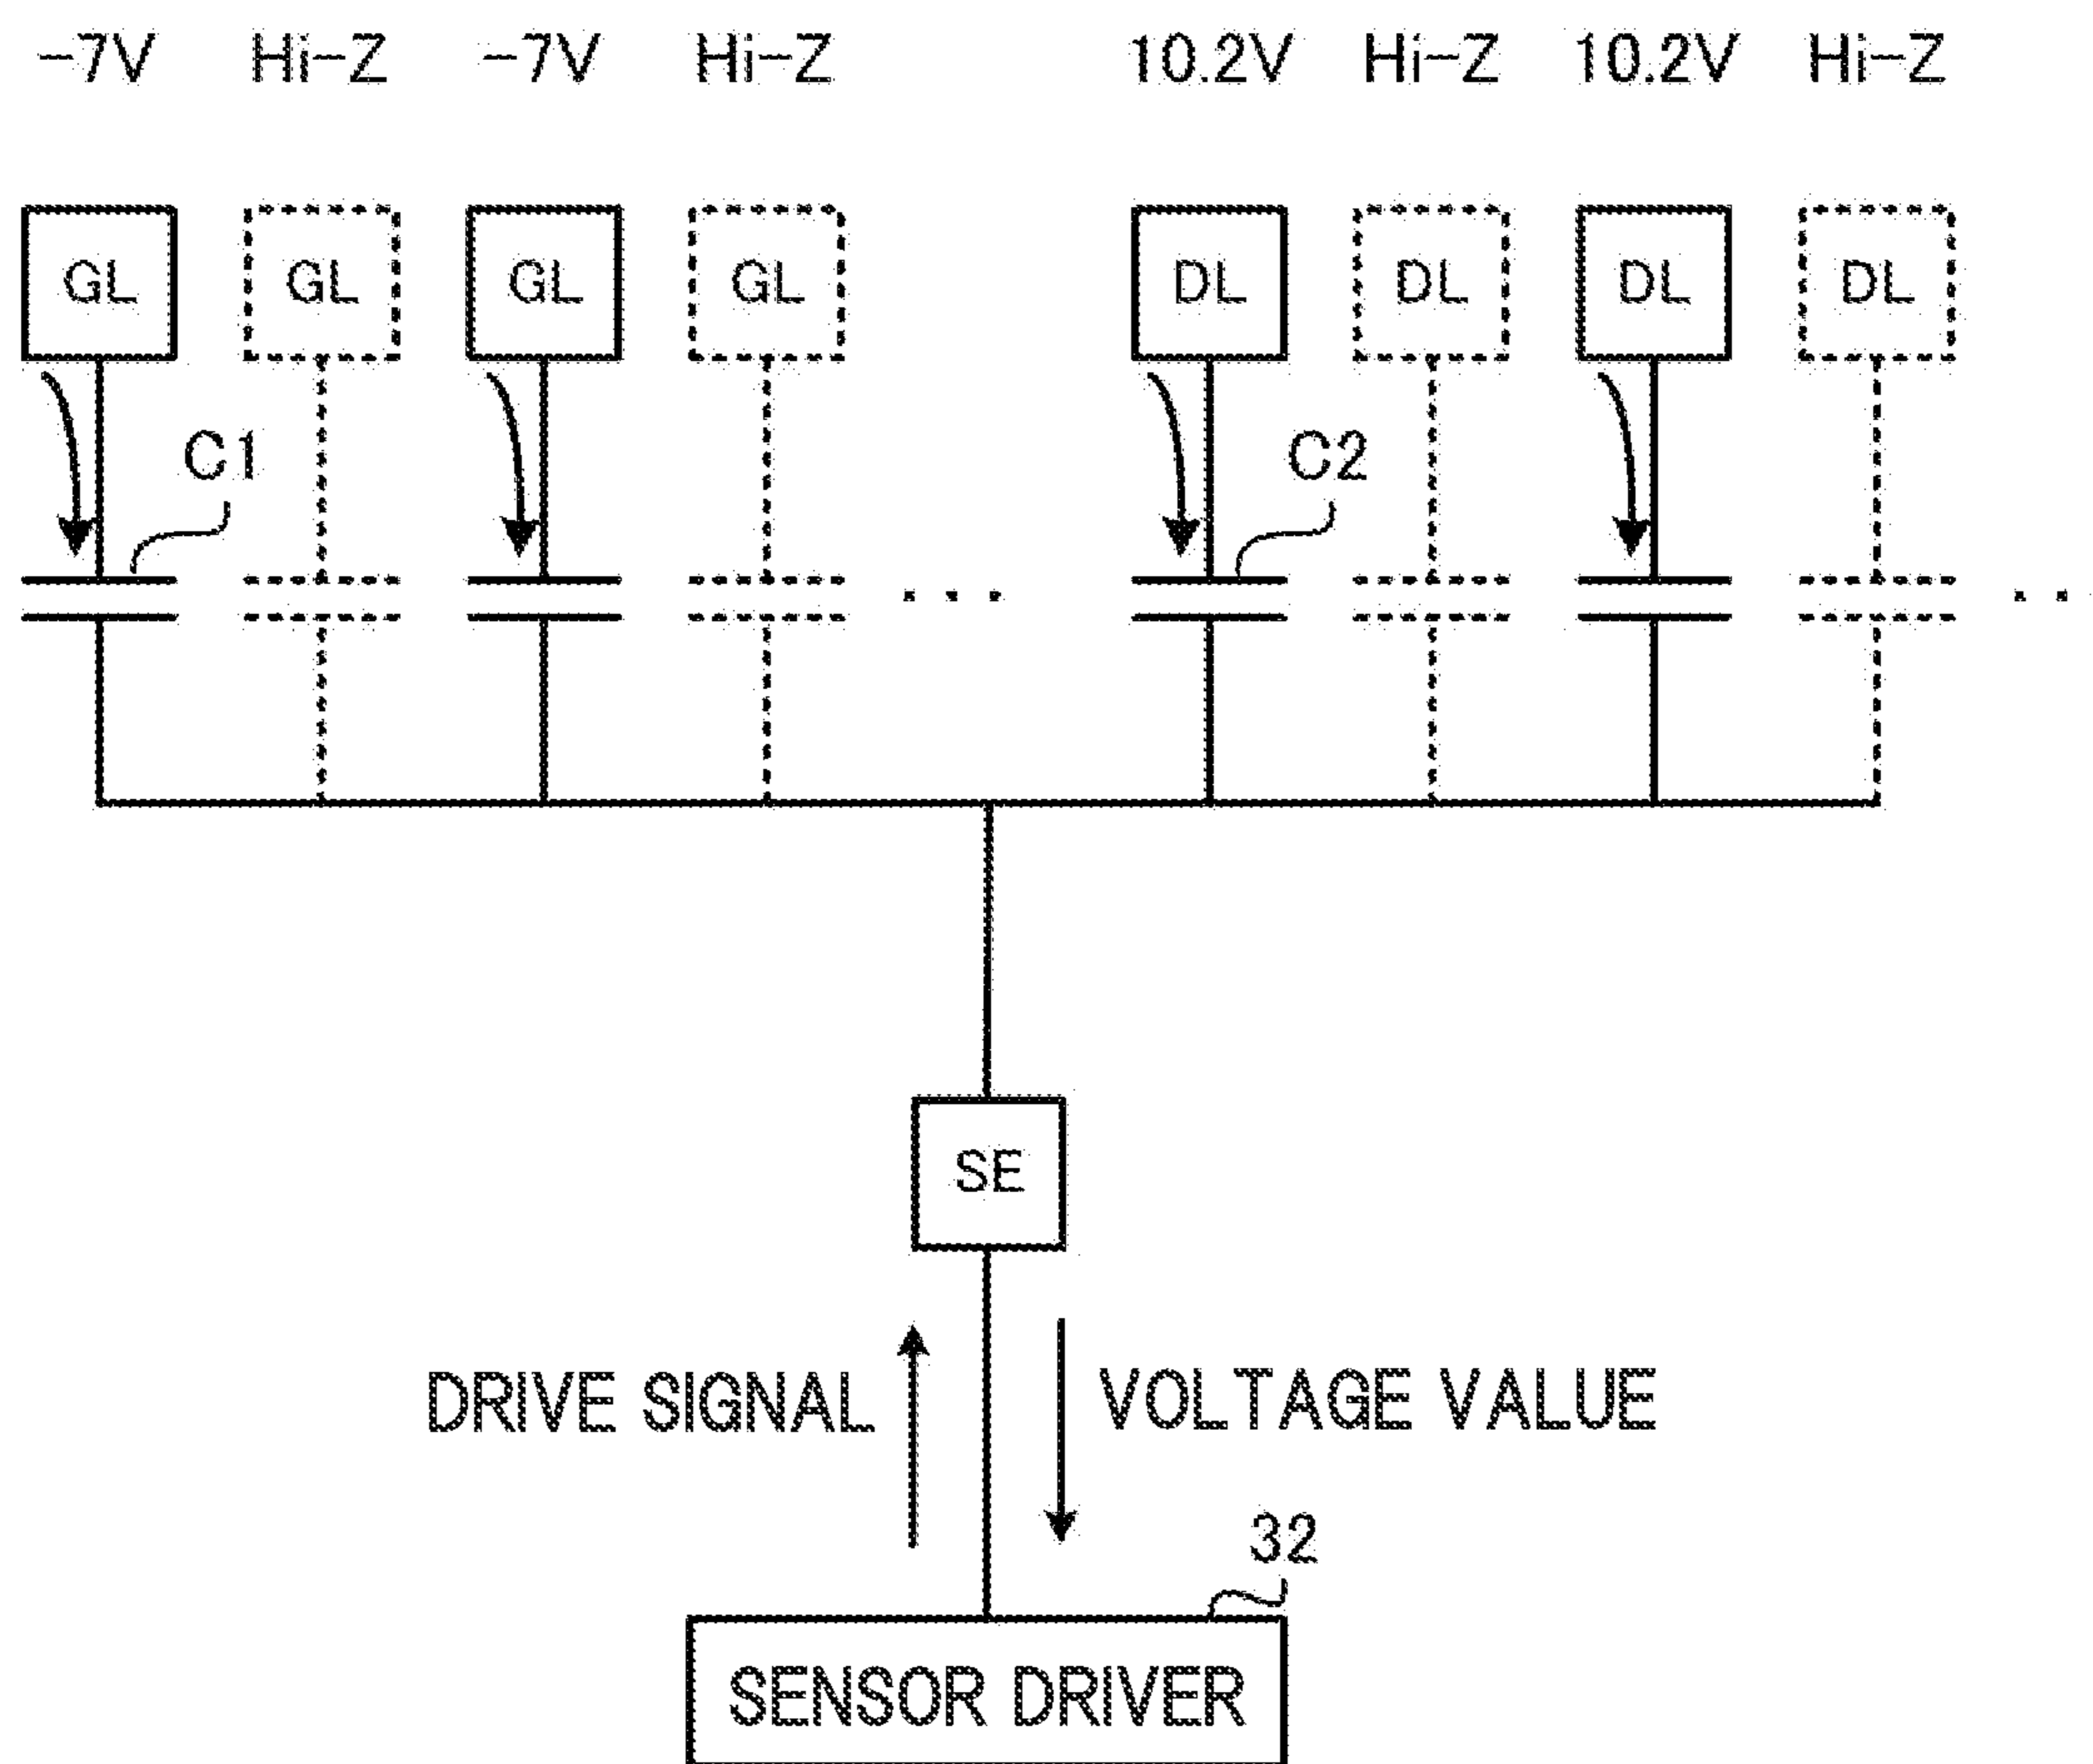 -7V Hi-Z -7V Hi-Z 10.2V Hi-Z 10.2V Hi-Z
GL GL GL GL DL DL DL DL
C1 C2
... ..
SE
DRIVE SIGNAL VOLTAGE VALUE
32
SENSOR DRIVER